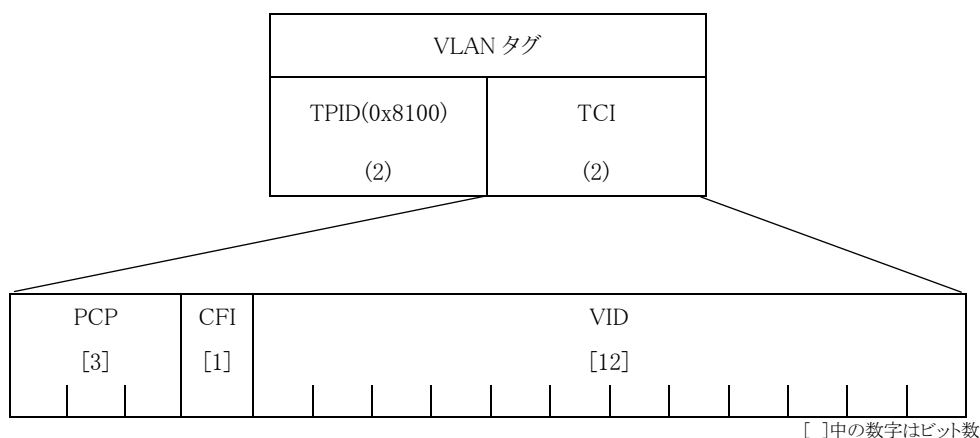 VLAN タグ
TPID(0x8100) TCI
(2) (2)
PCP CFI VID
[3] [1] [12]
[ ]中の数字はビット数